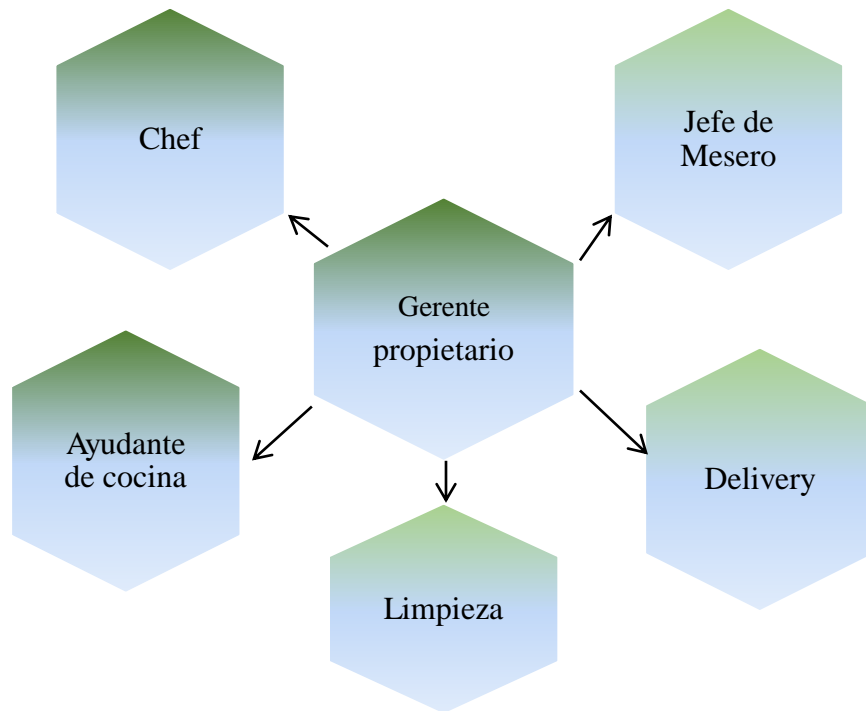 Chef
Jefe de
Mesero
Gerente
propietario
Ayudante
de cocina
Delivery
Limpieza